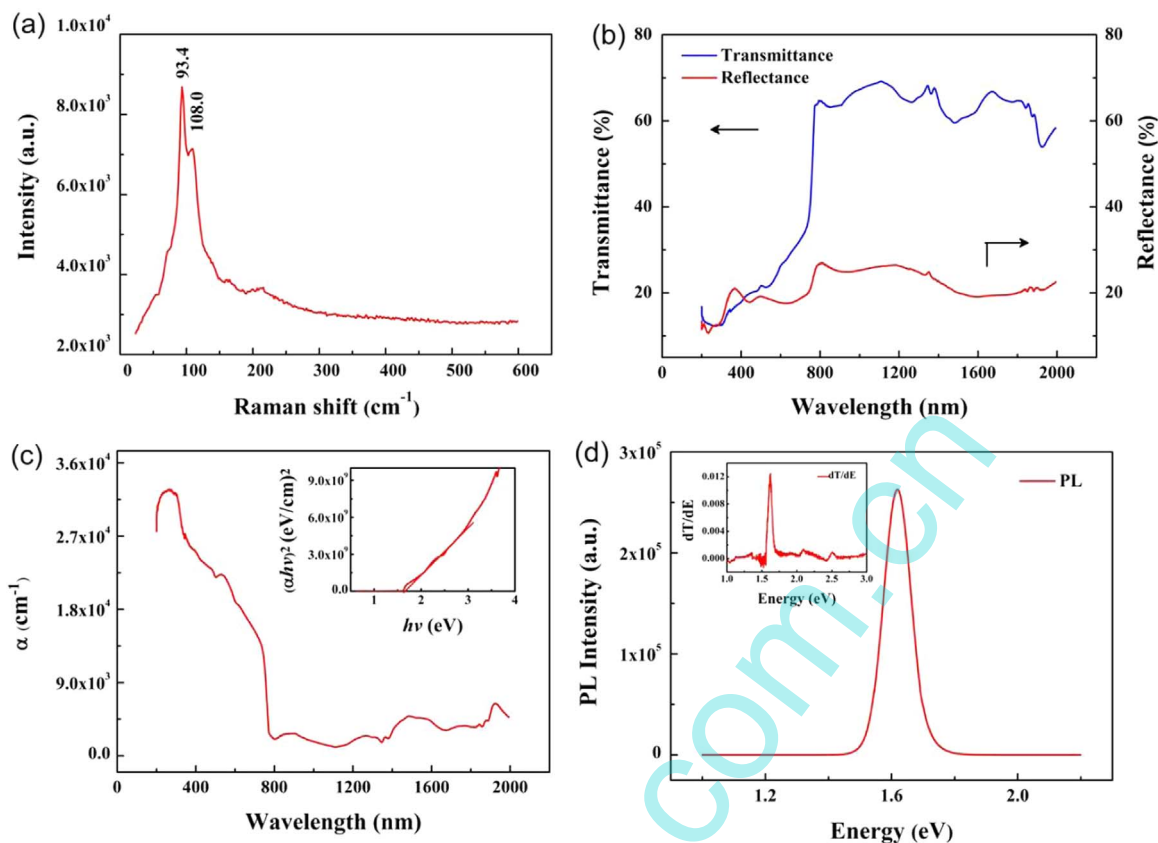 (a)
1.0x10⁴
8.0x10³
6.0x10³
4.0x10³
2.0x10³
Intensity (a.u.)
93.4
108.0
0 100 200 300 400 500 600
Raman shift (cm⁻¹)
(b)
80
60
40
20
Transmittance (%)
Transmittance
Reflectance
80
60
40
20
0
Reflectance (%)
400 800 1200 1600 2000
Wavelength (nm)
(c)
3.6x10⁴
2.7x10⁴
1.8x10⁴
9.0x10³
0.0
α (cm⁻¹)
0 400 800 1200 1600 2000
Wavelength (nm)
(αhν)² (eV/cm)²
9.0x10⁹
6.0x10⁹
3.0x10⁹
0.0
1 2 3 4
hν (eV)
(d)
3x10⁵
2x10⁵
1x10⁵
0
PL Intensity (a.u.)
PL
1.2 1.6 2.0
Energy (eV)
0.012
0.008
0.004
0.000
dT/dE
dT/dE
1.0 1.5 2.0 2.5 3.0
Energy (eV)
com.cn